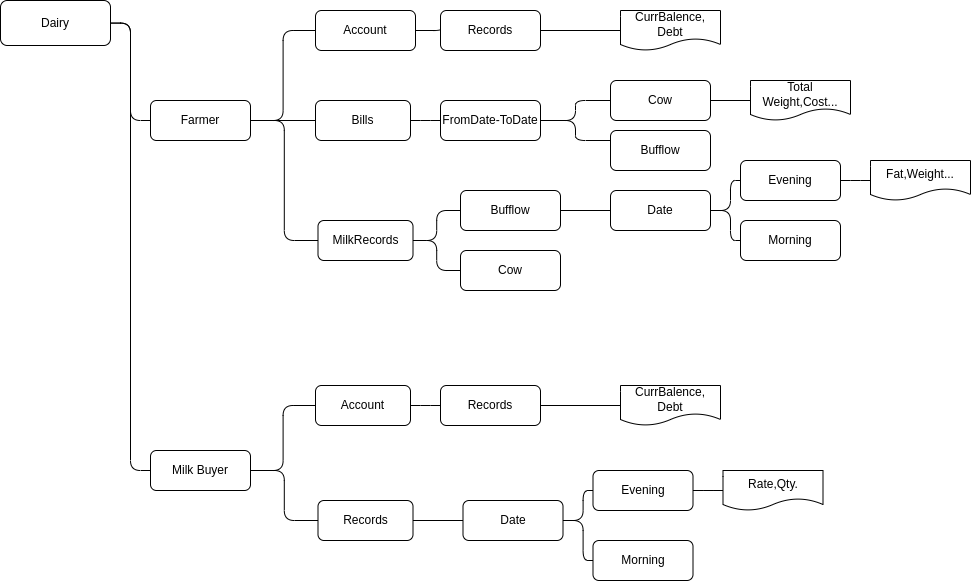 Dairy
Account
Records
CurrBalence,
Debt
Farmer
Bills
FromDate-ToDate
Cow
Total
Weight,Cost...
Bufflow
MilkRecords
Bufflow
Date
Evening
Fat,Weight...
Morning
Cow
Milk Buyer
Account
Records
CurrBalence,
Debt
Records
Date
Evening
Rate,Qty.
Morning